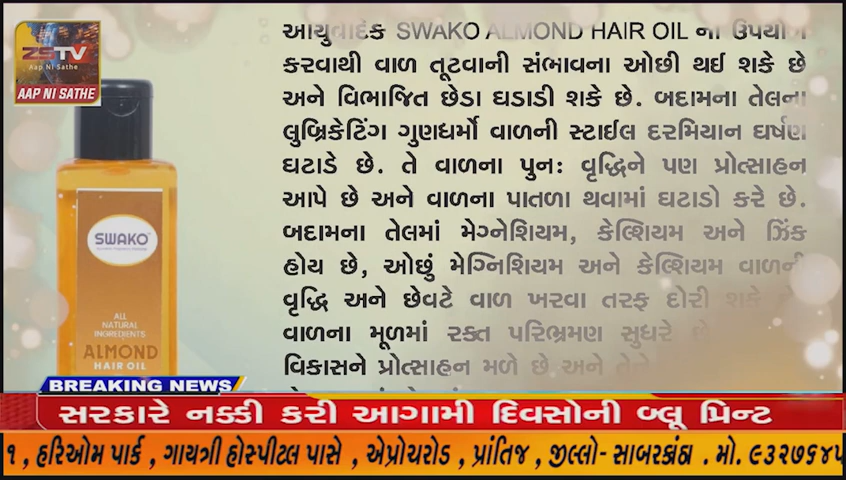 ZSTV
Aap Ni Sathe
AAP NI SATHE
આયુર્વેદિક SWAKO ALMOND HAIR OIL નો ઉપયોગ
કરવાથી વાળ તૂટવાની સંભાવના ઓછી થઈ શકે છે
અને વિભાજિત છેડા ઘડાડી શકે છે. બદામના તેલના
લુબ્રિકેટિંગ ગુણધર્મો વાળની સ્ટાઈલ દરમિયાન ઘર્ષણ
ઘટાડે છે. તે વાળના પુનઃ વૃદ્ધિને પણ પ્રોત્સાહન
આપે છે અને વાળના પાતળા થવામાં ઘટાડો કરે છે.
બદામના તેલમાં મેગ્નેશિયમ, કેલ્શિયમ અને ઝિંક
હોય છે, ઓછું મેગ્નિશિયમ અને કેલ્શિયમ વાળની
વૃદ્ધિ અને છેવટે વાળ ખરવા તરફ દોરી શકે
વાળના મૂળમાં રક્ત પરિભ્રમણ સુધરે છે
વિકાસને પ્રોત્સાહન મળે છે અને તેને
SWAKO
ALL
NATURAL
INGREDIENTS
ALMOND
HAIR OIL
BREAKING NEWS
સરકારે નક્કી કરી આગામી દિવસોની બ્લૂ પ્રિન્ટ
૧ , હરિઓમ પાર્ક , ગાયત્રી હોસ્પીટલ પાસે , એપ્રોચરોડ , પ્રાંતિજ , જીલ્લો- સાબરકાંઠા . મો. ૯૩૨૭૬૪૫